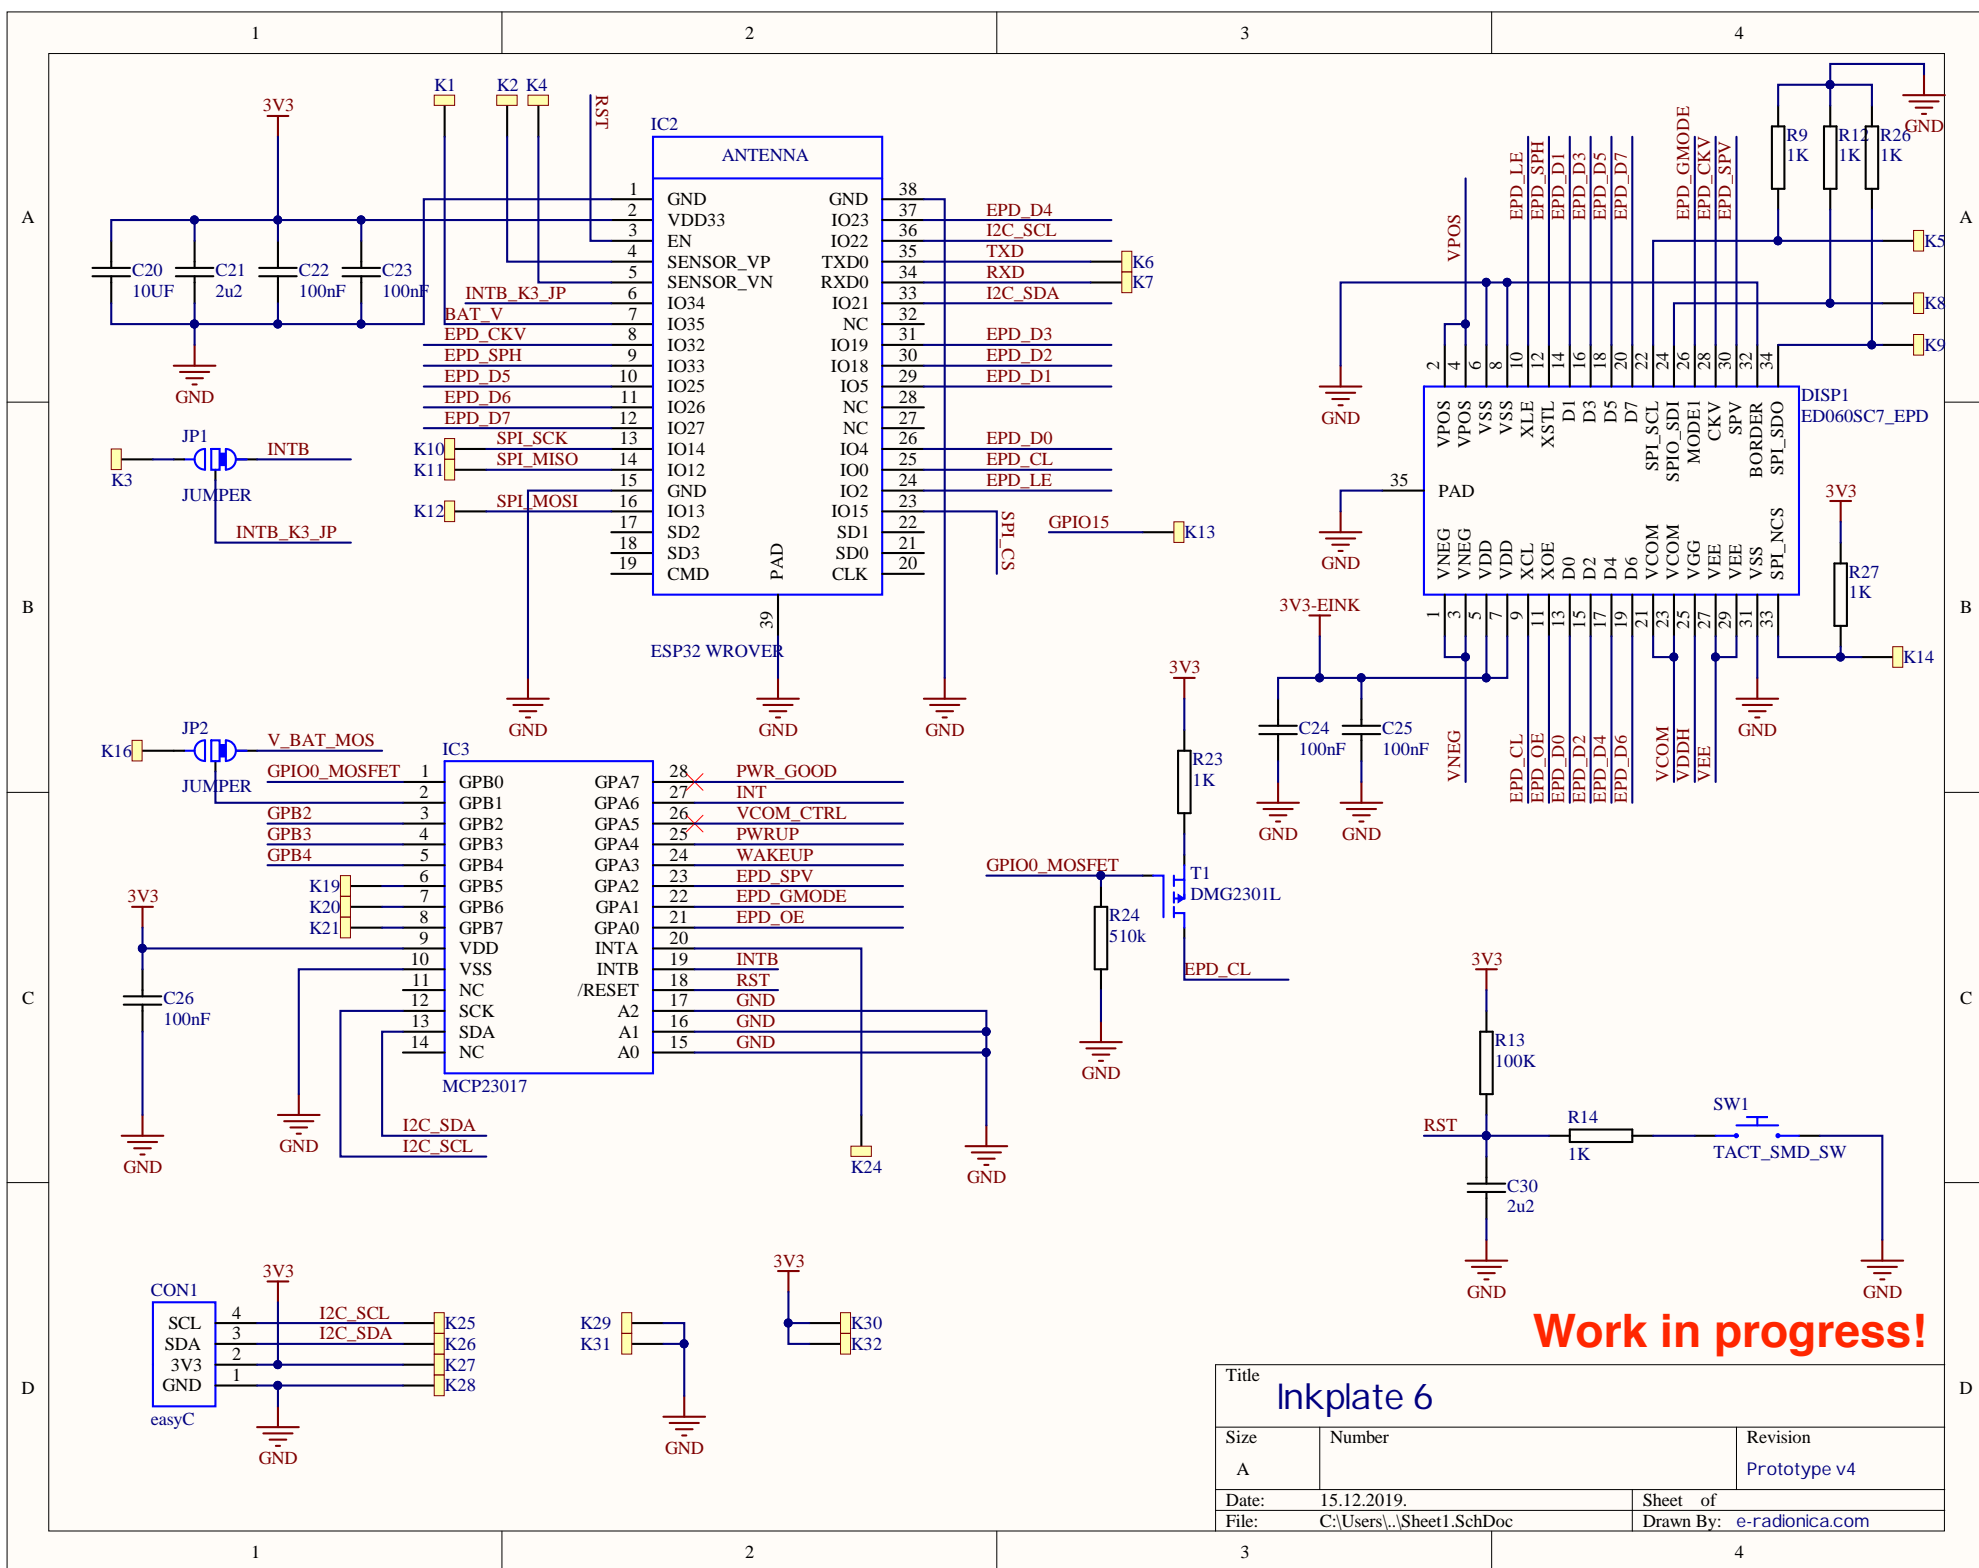 1 2 3 4
A
B
C
D
A
B
C
D
3V3
C20
10UF
C21
2u2
C22
100nF
C23
100nF
GND
K1
K2
K4
RST
IC2
ANTENNA
1 GND
2 VDD33
3 EN
4 SENSOR_VP
5 SENSOR_VN
INTB_K3_JP 6 IO34
BAT_V 7 IO35
EPD_CKV 8 IO32
EPD_SPH 9 IO33
EPD_D5 10 IO25
EPD_D6 11 IO26
EPD_D7 12 IO27
K10 SPI_SCK 13 IO14
K11 SPI_MISO 14 IO12
15 GND
K12 SPI_MOSI 16 IO13
17 SD2
18 SD3
19 CMD
GND 38
IO23 37 EPD_D4
IO22 36 I2C_SCL
TXD0 35 TXD K6
RXD0 34 RXD K7
IO21 33 I2C_SDA
NC 32
IO19 31 EPD_D3
IO18 30 EPD_D2
IO5 29 EPD_D1
NC 28
NC 27
IO4 26 EPD_D0
IO0 25 EPD_CL
IO2 24 EPD_LE
IO15 23
SD1 22
SD0 21
CLK 20
SPI_CS
PAD
39
ESP32 WROVER
GND
GND
GND
GPIO15 K13
JP1
K3
JUMPER
INTB
INTB_K3_JP
R9
1K
R12
1K
R26
1K
GND
K5
K8
K9
VPOS
EPD_LE
EPD_SPH
EPD_D1
EPD_D3
EPD_D5
EPD_D7
EPD_GMODE
EPD_CKV
EPD_SPV
GND
2 4 6 8 10 12 14 16 18 20 22 24 26 28 30 32 34
VPOS VPOS VSS VSS XLE XSTL D1 D3 D5 D7 SPI_SCL SPIO_SDI MODE1 CKV SPV BORDER SPI_SDO
DISP1
ED060SC7_EPD
35 PAD
GND
VNEG VNEG VDD VDD XCL XOE D0 D2 D4 D6 VCOM VCOM VGG VEE VEE VSS SPI_NCS
1 3 5 7 9 11 13 15 17 19 21 23 25 27 29 31 33
3V3
R27
1K
K14
GND
3V3-EINK
C24
100nF
C25
100nF
GND
GND
VNEG
EPD_CL
EPD_OE
EPD_D0
EPD_D2
EPD_D4
EPD_D6
VCOM
VDDH
VEE
JP2
K16
V_BAT_MOS
JUMPER
IC3
GPIO0_MOSFET 1 GPB0
2 GPB1
GPB2 3 GPB2
GPB3 4 GPB3
GPB4 5 GPB4
K19 6 GPB5
K20 7 GPB6
K21 8 GPB7
9 VDD
10 VSS
11 NC
12 SCK
13 SDA
14 NC
GPA7 28 PWR_GOOD
GPA6 27 INT
GPA5 26 VCOM_CTRL
GPA4 25 PWRUP
GPA3 24 WAKEUP
GPA2 23 EPD_SPV
GPA1 22 EPD_GMODE
GPA0 21 EPD_OE
INTA 20
INTB 19 INTB
/RESET 18 RST
A2 17 GND
A1 16 GND
A0 15 GND
MCP23017
3V3
C26
100nF
GND
GND
I2C_SDA
I2C_SCL
K24
GND
3V3
R23
1K
GPIO0_MOSFET
T1
DMG2301L
R24
510k
EPD_CL
GND
3V3
R13
100K
RST
R14
1K
SW1
TACT_SMD_SW
C30
2u2
GND
GND
CON1
3V3
SCL 4 I2C_SCL K25
SDA 3 I2C_SDA K26
3V3 2 K27
GND 1 K28
easyC
GND
K29
K31
GND
3V3
K30
K32
Work in progress!
Title
Inkplate 6
Size Number Revision
A Prototype v4
Date: 15.12.2019. Sheet of
File: C:\Users\..\Sheet1.SchDoc Drawn By: e-radionica.com
1 2 3 4